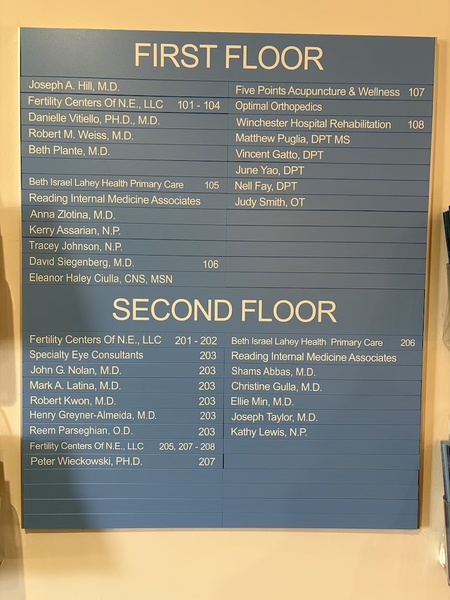 FIRST FLOOR
Joseph A. Hill, M.D.
Fertility Centers Of N.E., LLC 101 - 104
Danielle Vitiello, PH.D., M.D.
Robert M. Weiss, M.D.
Beth Plante, M.D.
Beth Israel Lahey Health Primary Care 105
Reading Internal Medicine Associates
Anna Zlotina, M.D.
Kerry Assarian, N.P.
Tracey Johnson, N.P.
David Siegenberg, M.D. 106
Eleanor Haley Ciulla, CNS, MSN
Five Points Acupuncture & Wellness 107
Optimal Orthopedics
Winchester Hospital Rehabilitation 108
Matthew Puglia, DPT MS
Vincent Gatto, DPT
June Yao, DPT
Nell Fay, DPT
Judy Smith, OT
SECOND FLOOR
Fertility Centers Of N.E., LLC 201 - 202
Specialty Eye Consultants 203
John G. Nolan, M.D. 203
Mark A. Latina, M.D. 203
Robert Kwon, M.D. 203
Henry Greyner-Almeida, M.D. 203
Reem Parseghian, O.D. 203
Fertility Centers Of N.E., LLC 205, 207 - 208
Peter Wieckowski, PH.D. 207
Beth Israel Lahey Health Primary Care 206
Reading Internal Medicine Associates
Shams Abbas, M.D.
Christine Gulla, M.D.
Ellie Min, M.D.
Joseph Taylor, M.D.
Kathy Lewis, N.P.